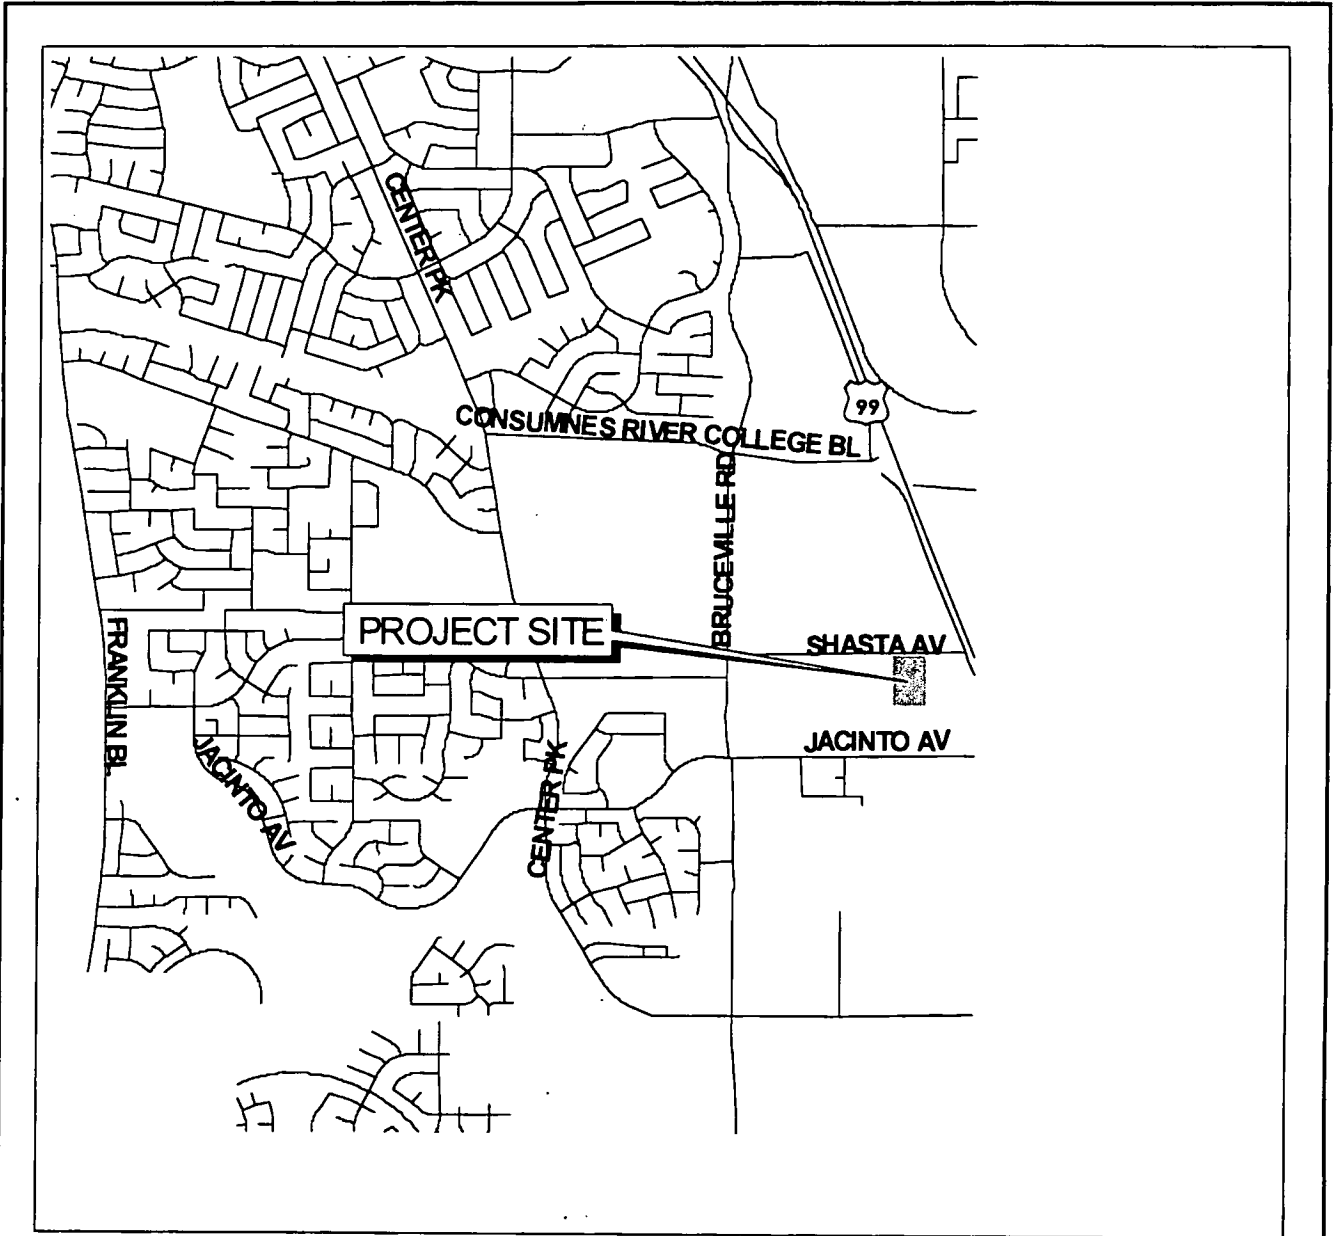 CENTER PK
99
CONSUMNES RIVER COLLEGE BL
BRUCEVILLE RD
PROJECT SITE
SHASTA AV
FRANKLIN BL
JACINTO AV
JACINTO AV
CENTER PK